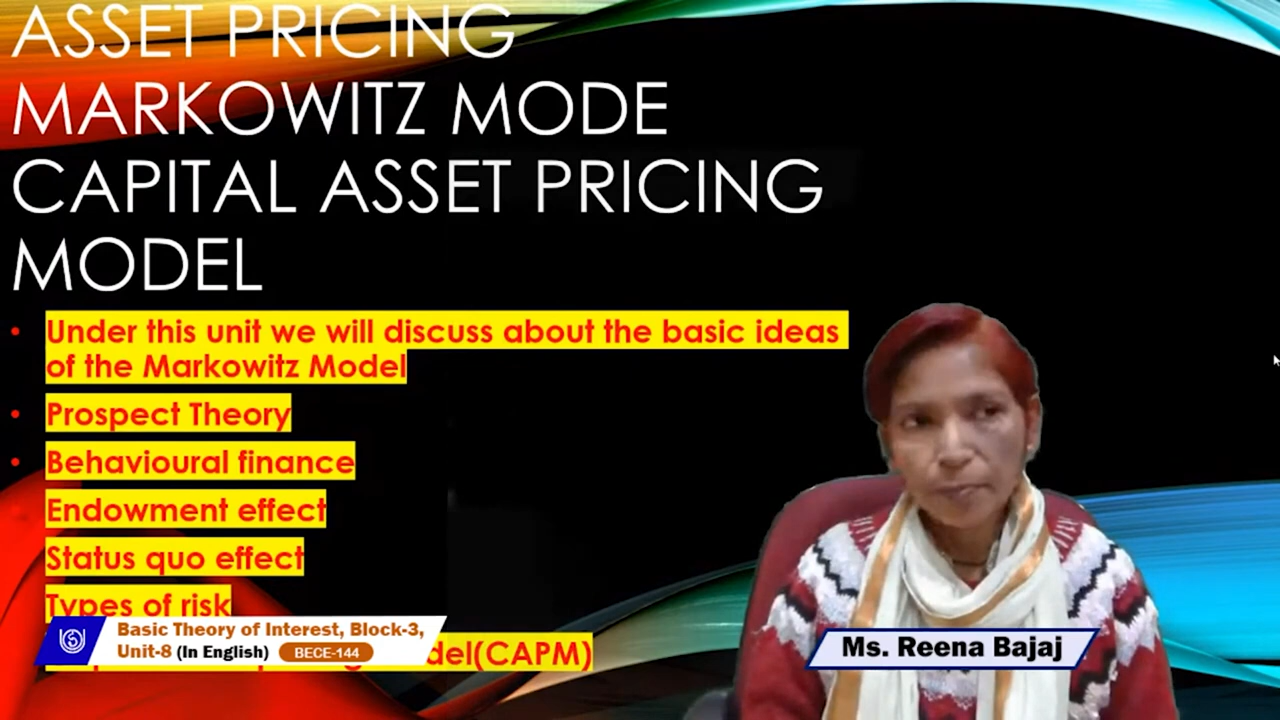 ASSET PRICING
MARKOWITZ MODE
CAPITAL ASSET PRICING
MODEL
• Under this unit we will discuss about the basic ideas
of the Markowitz Model
• Prospect Theory
• Behavioural finance
Endowment effect
Status quo effect
Types of risk
del(CAPM)
Basic Theory of Interest, Block-3,
Unit-8 (In English) BECE-144
Ms. Reena Bajaj